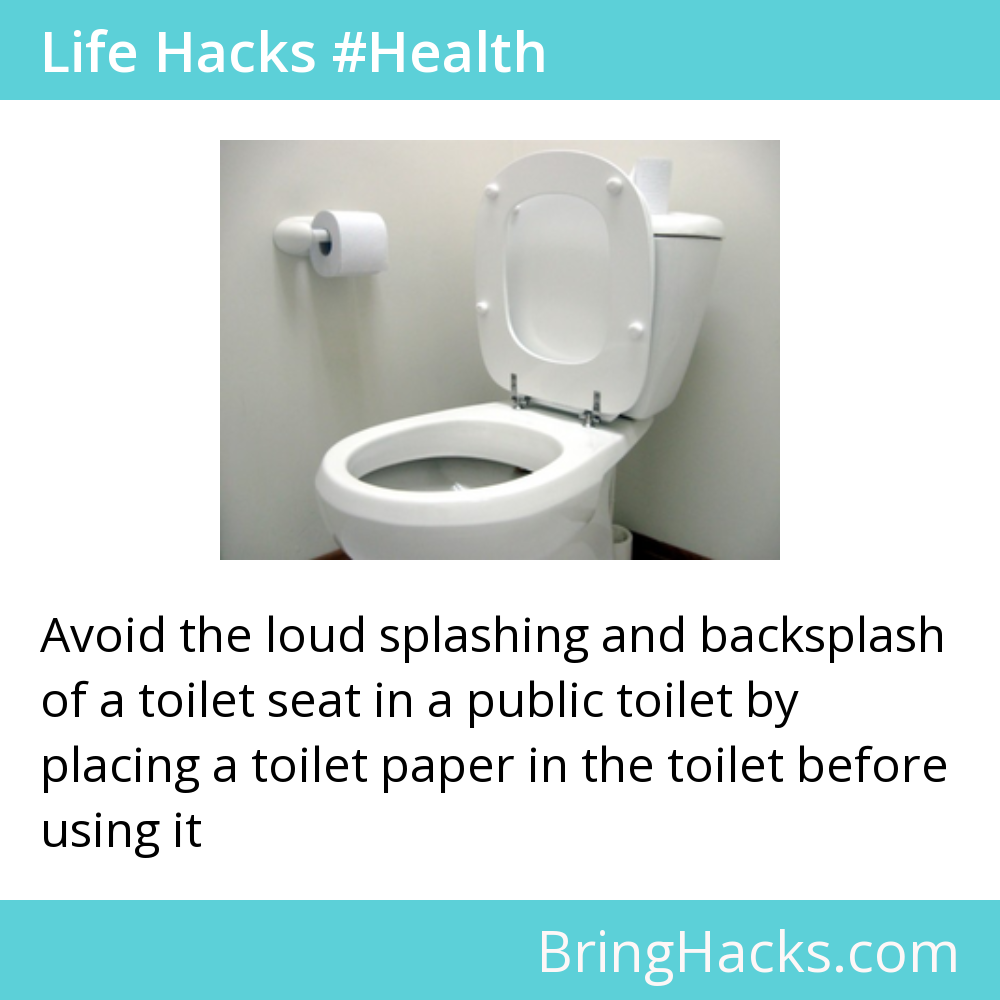 Life Hacks #Health
Avoid the loud splashing and backsplash
of a toilet seat in a public toilet by
placing a toilet paper in the toilet before
using it
BringHacks.com